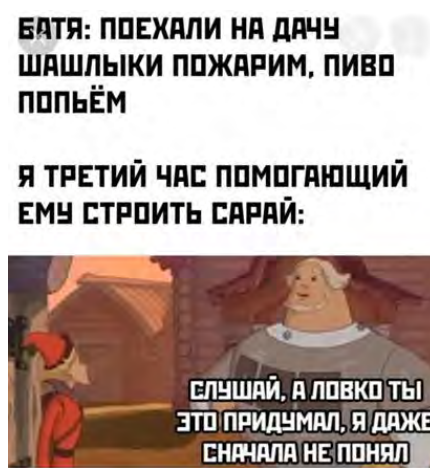 БАТЯ: ПОЕХАЛИ НА ДАЧУ
ШАШЛЫКИ ПОЖАРИМ, ПИВО
ПОПЬЁМ
Я ТРЕТИЙ ЧАС ПОМОГАЮЩИЙ
ЕМУ СТРОИТЬ САРАЙ:
СЛУШАЙ, А ЛОВКО ТЫ
ЭТО ПРИДУМАЛ, Я ДАЖЕ
СНАЧАЛА НЕ ПОНЯЛ